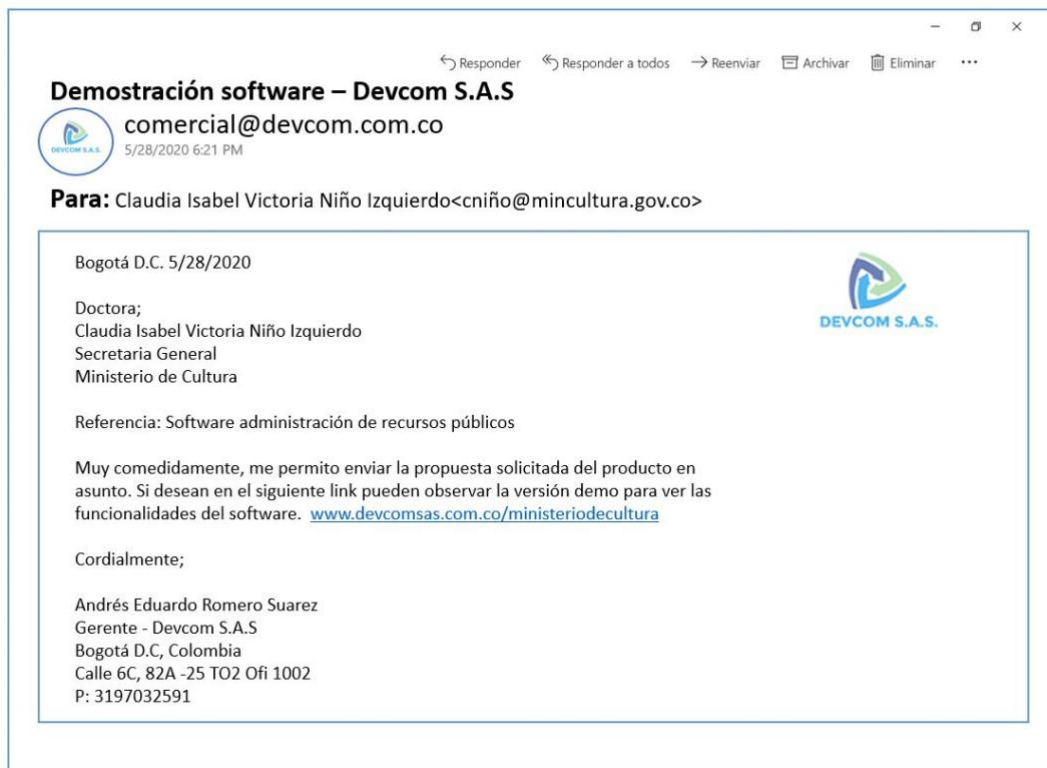 Responder Responder a todos Reenviar Archivar Eliminar
Demostración software – Devcom S.A.S
DEVCOM S.A.S.
comercial@devcom.com.co
5/28/2020 6:21 PM
Para: Claudia Isabel Victoria Niño Izquierdo<cniño@mincultura.gov.co>
Bogotá D.C. 5/28/2020
DEVCOM S.A.S.
Doctora;
Claudia Isabel Victoria Niño Izquierdo
Secretaria General
Ministerio de Cultura
Referencia: Software administración de recursos públicos
Muy comedidamente, me permito enviar la propuesta solicitada del producto en
asunto. Si desean en el siguiente link pueden observar la versión demo para ver las
funcionalidades del software. www.devcomsas.com.co/ministeriodecultura
Cordialmente;
Andrés Eduardo Romero Suarez
Gerente - Devcom S.A.S
Bogotá D.C, Colombia
Calle 6C, 82A -25 TO2 Ofi 1002
P: 3197032591